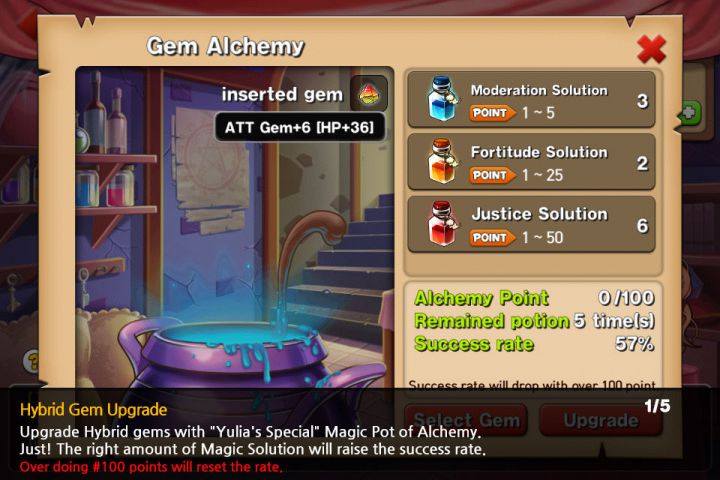 Gem Alchemy
inserted gem
ATT Gem+6 [HP+36]
Moderation Solution
POINT 1 ~ 5
3
Fortitude Solution
POINT 1 ~ 25
2
Justice Solution
POINT 1 ~ 50
6
Alchemy Point 0/100
Remained potion 5 time(s)
Success rate 57%
Success rate will drop with over 100 point
Select Gem
Upgrade
Hybrid Gem Upgrade
1/5
Upgrade Hybrid gems with "Yulia's Special" Magic Pot of Alchemy.
Just! The right amount of Magic Solution will raise the success rate.
Over doing #100 points will reset the rate.